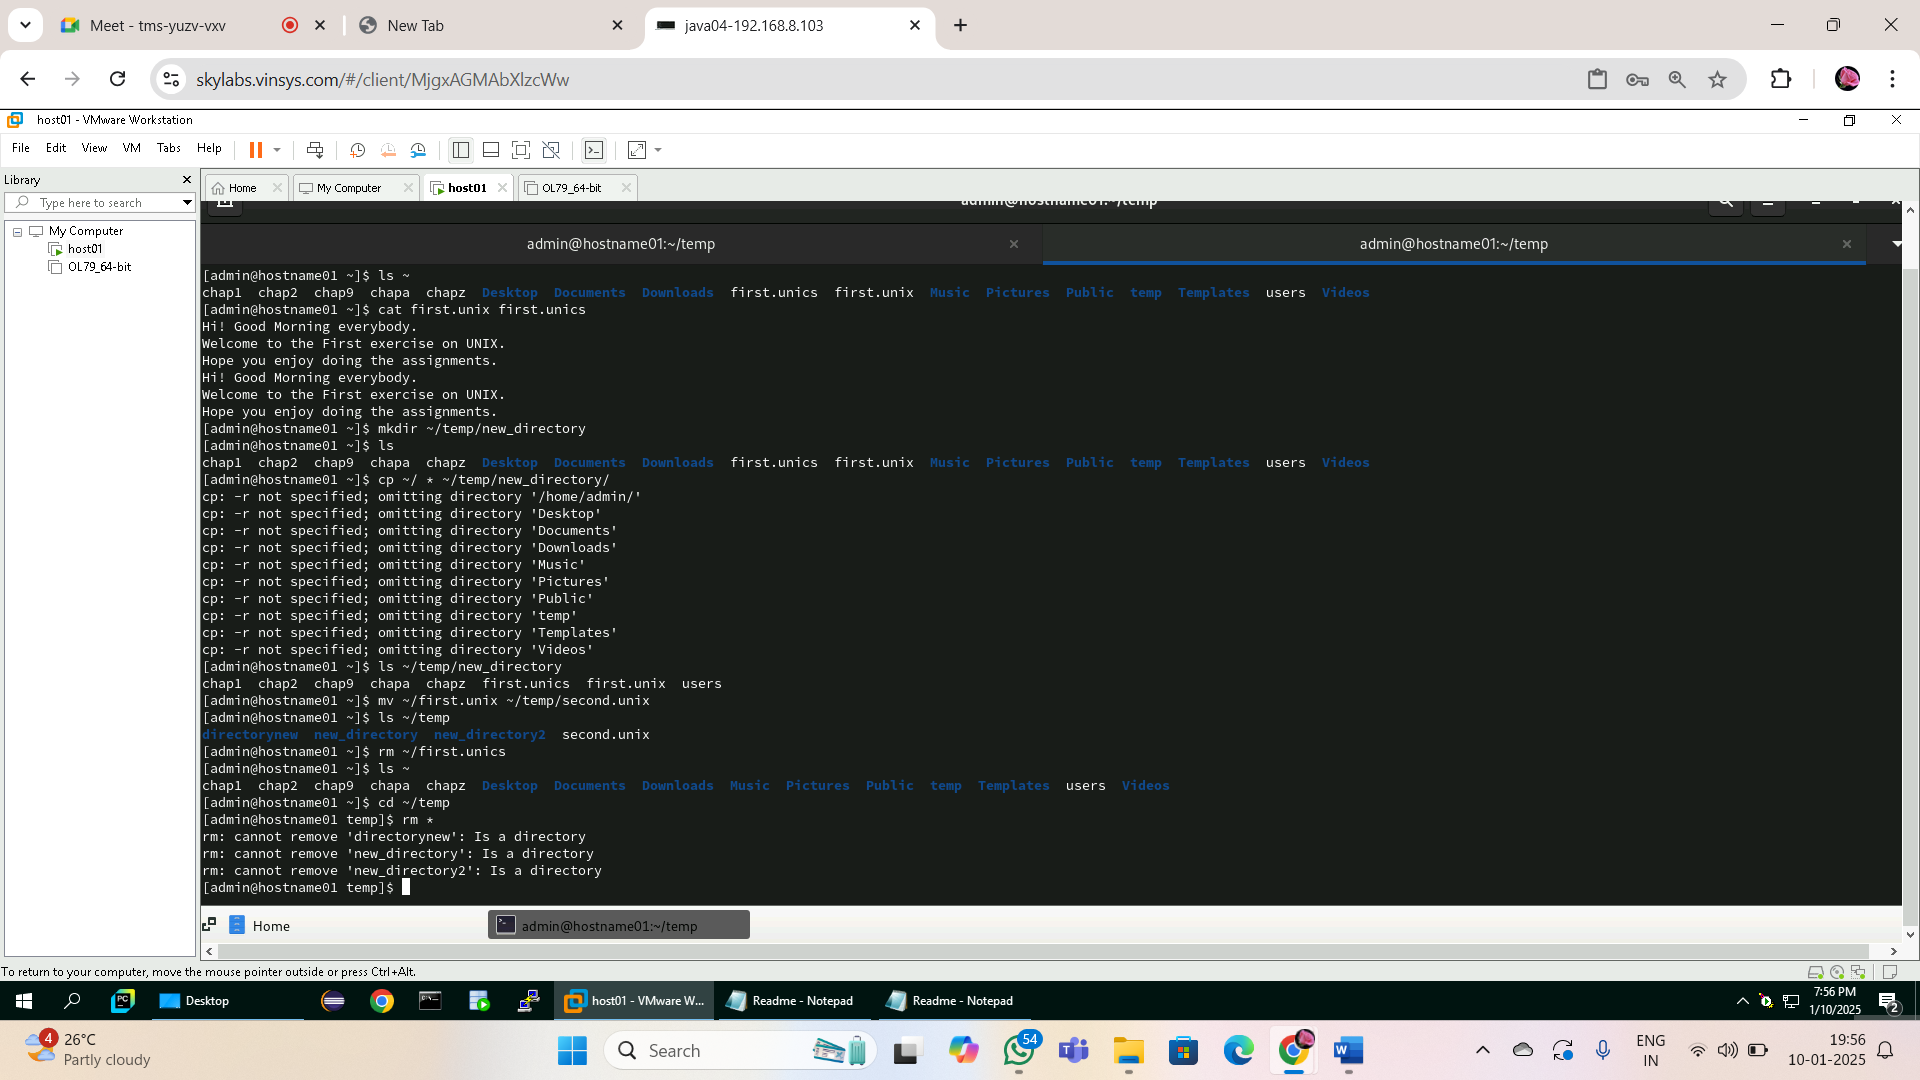 Meet - tms-yuzv-vxv
New Tab
java04-192.168.8.103
skylabs.vinsys.com/#/client/MjgxAGMAbXlzcWw
host01 - VMware Workstation
File Edit View VM Tabs Help
Library
Home
My Computer
host01
OL79_64-bit
Type here to search
My Computer
host01
OL79_64-bit
admin@hostname01:~/temp
admin@hostname01:~/temp
admin@hostname01:~/temp
[admin@hostname01 ~]$ ls ~
chap1 chap2 chap9 chapa chapz Desktop Documents Downloads first.unics first.unix Music Pictures Public temp Templates users Videos
[admin@hostname01 ~]$ cat first.unix first.unics
Hi! Good Morning everybody.
Welcome to the First exercise on UNIX.
Hope you enjoy doing the assignments.
Hi! Good Morning everybody.
Welcome to the First exercise on UNIX.
Hope you enjoy doing the assignments.
[admin@hostname01 ~]$ mkdir ~/temp/new_directory
[admin@hostname01 ~]$ ls
chap1 chap2 chap9 chapa chapz Desktop Documents Downloads first.unics first.unix Music Pictures Public temp Templates users Videos
[admin@hostname01 ~]$ cp ~/ * ~/temp/new_directory/
cp: -r not specified; omitting directory '/home/admin/'
cp: -r not specified; omitting directory 'Desktop'
cp: -r not specified; omitting directory 'Documents'
cp: -r not specified; omitting directory 'Downloads'
cp: -r not specified; omitting directory 'Music'
cp: -r not specified; omitting directory 'Pictures'
cp: -r not specified; omitting directory 'Public'
cp: -r not specified; omitting directory 'temp'
cp: -r not specified; omitting directory 'Templates'
cp: -r not specified; omitting directory 'Videos'
[admin@hostname01 ~]$ ls ~/temp/new_directory
chap1 chap2 chap9 chapa chapz first.unics first.unix users
[admin@hostname01 ~]$ mv ~/first.unix ~/temp/second.unix
[admin@hostname01 ~]$ ls ~/temp
directorynew new_directory new_directory2 second.unix
[admin@hostname01 ~]$ rm ~/first.unics
[admin@hostname01 ~]$ ls ~
chap1 chap2 chap9 chapa chapz Desktop Documents Downloads Music Pictures Public temp Templates users Videos
[admin@hostname01 ~]$ cd ~/temp
[admin@hostname01 temp]$ rm *
rm: cannot remove 'directorynew': Is a directory
rm: cannot remove 'new_directory': Is a directory
rm: cannot remove 'new_directory2': Is a directory
[admin@hostname01 temp]$
Home
admin@hostname01:~/temp
To return to your computer, move the mouse pointer outside or press Ctrl+Alt.
Desktop
host01 - VMware W...
Readme - Notepad
Readme - Notepad
7:56 PM
1/10/2025
2
4
26°C
Partly cloudy
Search
54
ENG
IN
19:56
10-01-2025